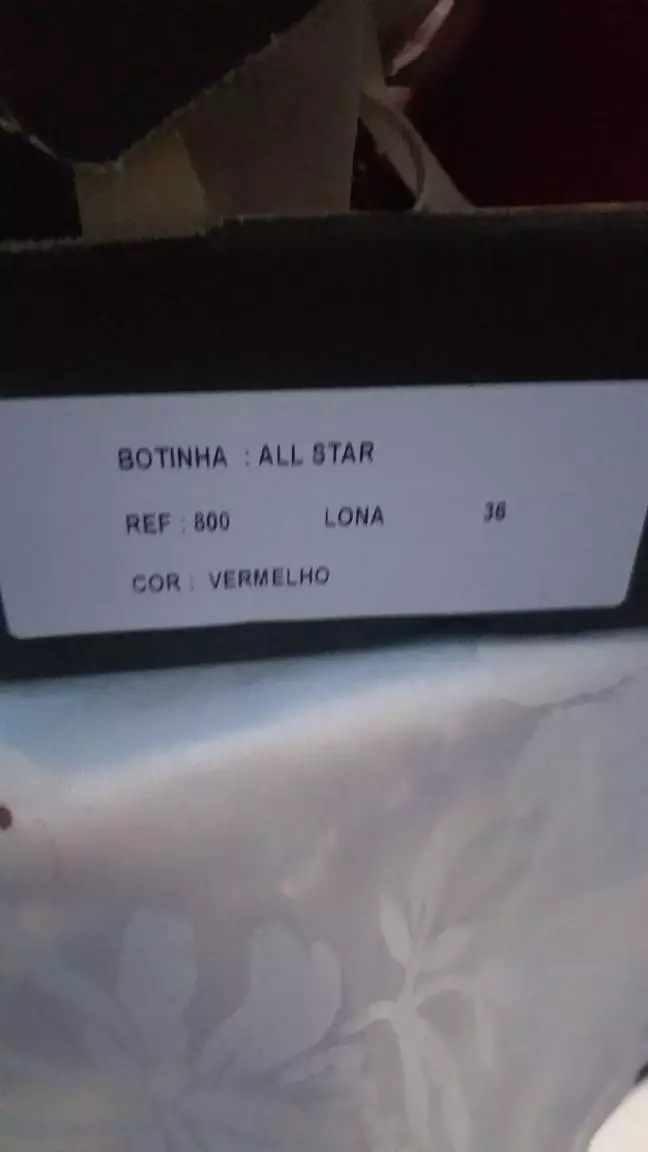 BOTINHA : ALL STAR
REF : 800 LONA 36
COR : VERMELHO